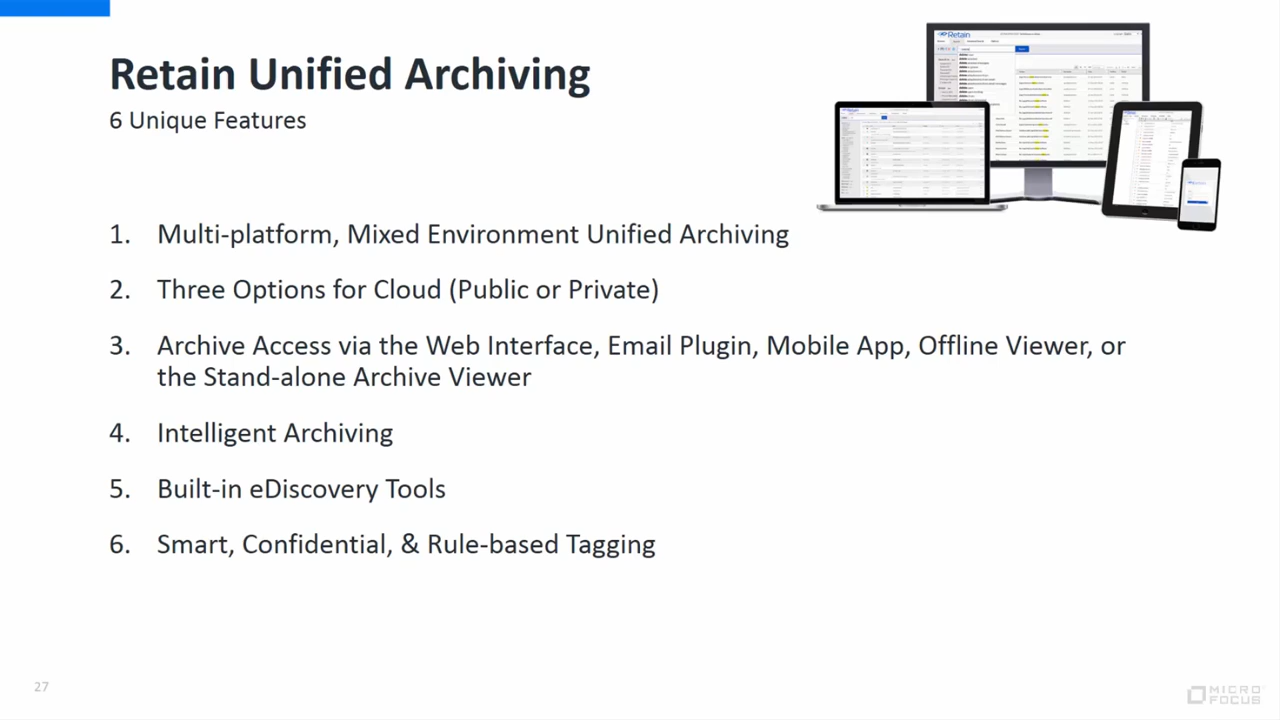 Retain Unified Archiving
6 Unique Features
Retain
1. Multi-platform, Mixed Environment Unified Archiving
2. Three Options for Cloud (Public or Private)
3. Archive Access via the Web Interface, Email Plugin, Mobile App, Offline Viewer, or
the Stand-alone Archive Viewer
4. Intelligent Archiving
5. Built-in eDiscovery Tools
6. Smart, Confidential, & Rule-based Tagging
27
MICRO
FOCUS